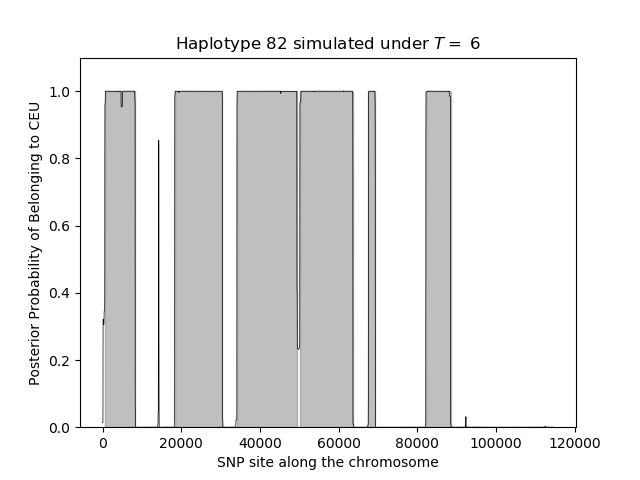 Haplotype 82 simulated under T = 6
Posterior Probability of Belonging to CEU
1.0
0.8
0.6
0.4
0.2
0.0
0 20000 40000 60000 80000 100000 120000
SNP site along the chromosome